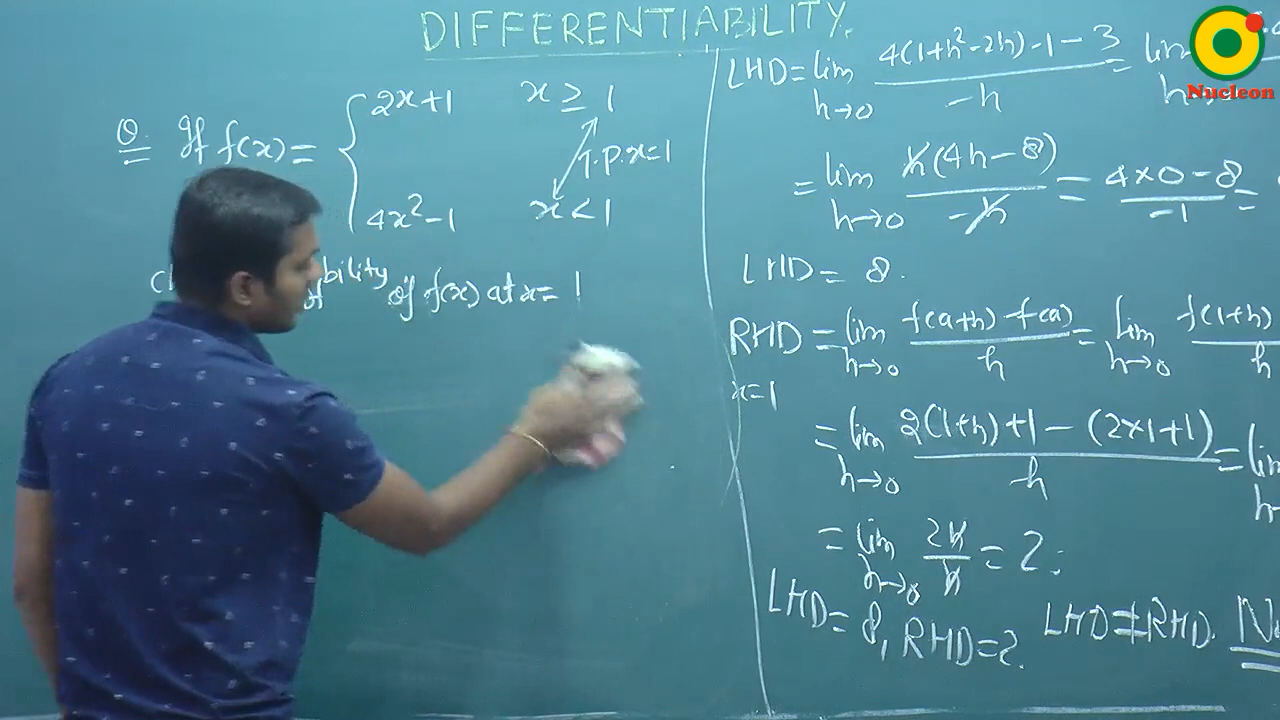 DIFFERENTIABILITY.
Q. If f(x) = { 2x+1 x ≥ 1
T.P. x=1
4x²-1 x < 1
of f(x) at x = 1
LHD = lim h→0 4(1+h²-2h)-1-3 / -h = lim
= lim h→0 h(4h-8) / -h = 4×0-8 / -1 =
LHD = 8.
RHD = lim h→0 f(a+h)-f(a) / h = lim h→0 f(1+h) / h
x=1
= lim h→0 2(1+h)+1-(2×1+1) / h = lim
= lim h→0 2h / h = 2.
LHD = 8, RHD = 2. LHD ≠ RHD.
Nucleon